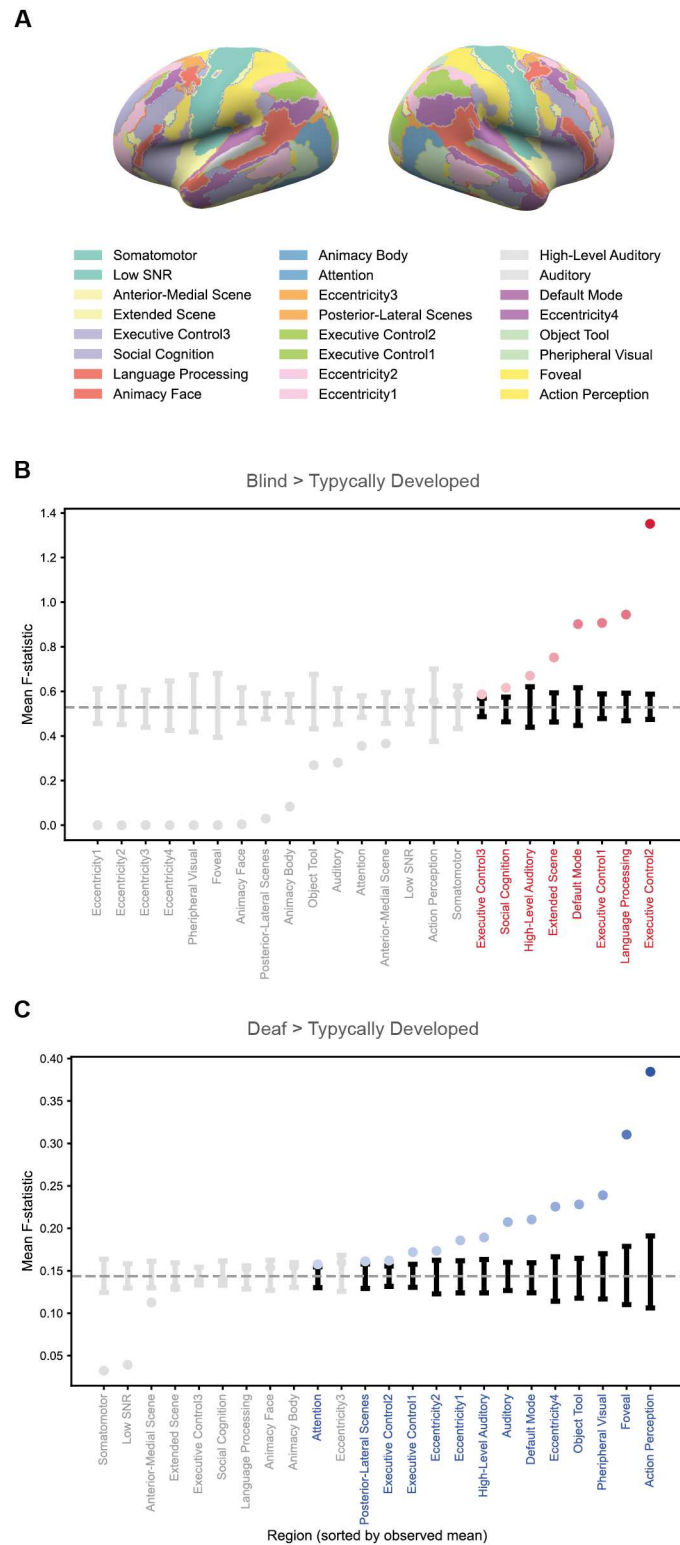 A
Somatomotor
Low SNR
Anterior-Medial Scene
Extended Scene
Executive Control3
Social Cognition
Language Processing
Animacy Face
Animacy Body
Attention
Eccentricity3
Posterior-Lateral Scenes
Executive Control2
Executive Control1
Eccentricity2
Eccentricity1
High-Level Auditory
Auditory
Default Mode
Eccentricity4
Object Tool
Pheripheral Visual
Foveal
Action Perception
B
Blind > Typycally Developed
Mean F-statistic
1.4
1.2
1.0
0.8
0.6
0.4
0.2
0.0
Eccentricity1
Eccentricity2
Eccentricity3
Eccentricity4
Pheripheral Visual
Foveal
Animacy Face
Posterior-Lateral Scenes
Animacy Body
Object Tool
Auditory
Attention
Anterior-Medial Scene
Low SNR
Action Perception
Somatomotor
Executive Control3
Social Cognition
High-Level Auditory
Extended Scene
Default Mode
Executive Control1
Language Processing
Executive Control2
C
Deaf > Typycally Developed
Mean F-statistic
0.40
0.35
0.30
0.25
0.20
0.15
0.10
0.05
Somatomotor
Low SNR
Anterior-Medial Scene
Extended Scene
Executive Control3
Social Cognition
Language Processing
Animacy Face
Animacy Body
Attention
Eccentricity3
Posterior-Lateral Scenes
Executive Control2
Executive Control1
Eccentricity2
Eccentricity1
High-Level Auditory
Auditory
Default Mode
Eccentricity4
Object Tool
Pheripheral Visual
Foveal
Action Perception
Region (sorted by observed mean)